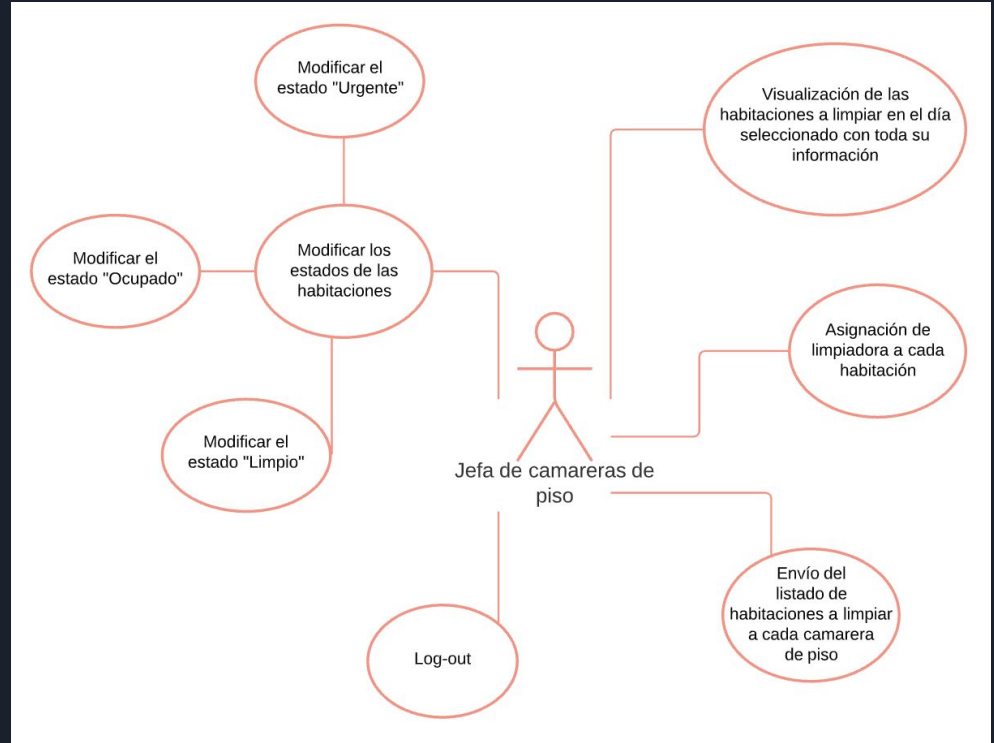 Modificar el
estado "Urgente"
Visualización de las
habitaciones a limpiar en el día
seleccionado con toda su
información
Modificar el
estado "Ocupado"
Modificar los
estados de las
habitaciones
Asignación de
limpiadora a cada
habitación
Modificar el
estado "Limpio"
Jefa de camareras de
piso
Envío del
listado de
habitaciones a limpiar
a cada camarera
de piso
Log-out